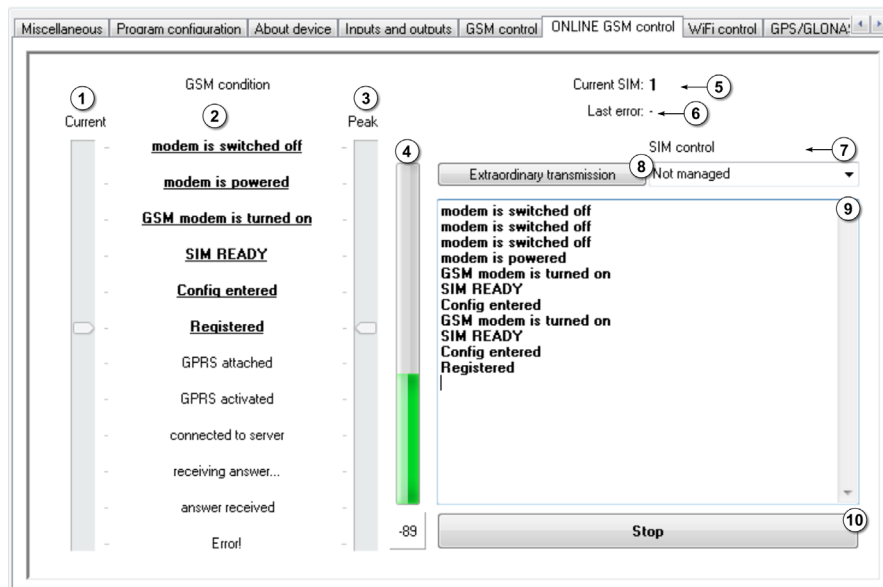 Miscellaneous Program configuration About device Inputs and outputs GSM control ONLINE GSM control WiFi control GPS/GLONA
GSM condition
Current SIM: 1
5
1
2
3
Last error: -
6
Current
Peak
SIM control
7
4
8
Extraordinary transmission
Not managed
modem is switched off
modem is powered
GSM modem is turned on
SIM READY
Config entered
Registered
GPRS attached
GPRS activated
connected to server
receiving answer...
answer received
Error!
-89
9
modem is switched off
modem is switched off
modem is switched off
modem is powered
GSM modem is turned on
SIM READY
Config entered
GSM modem is turned on
SIM READY
Config entered
Registered
10
Stop